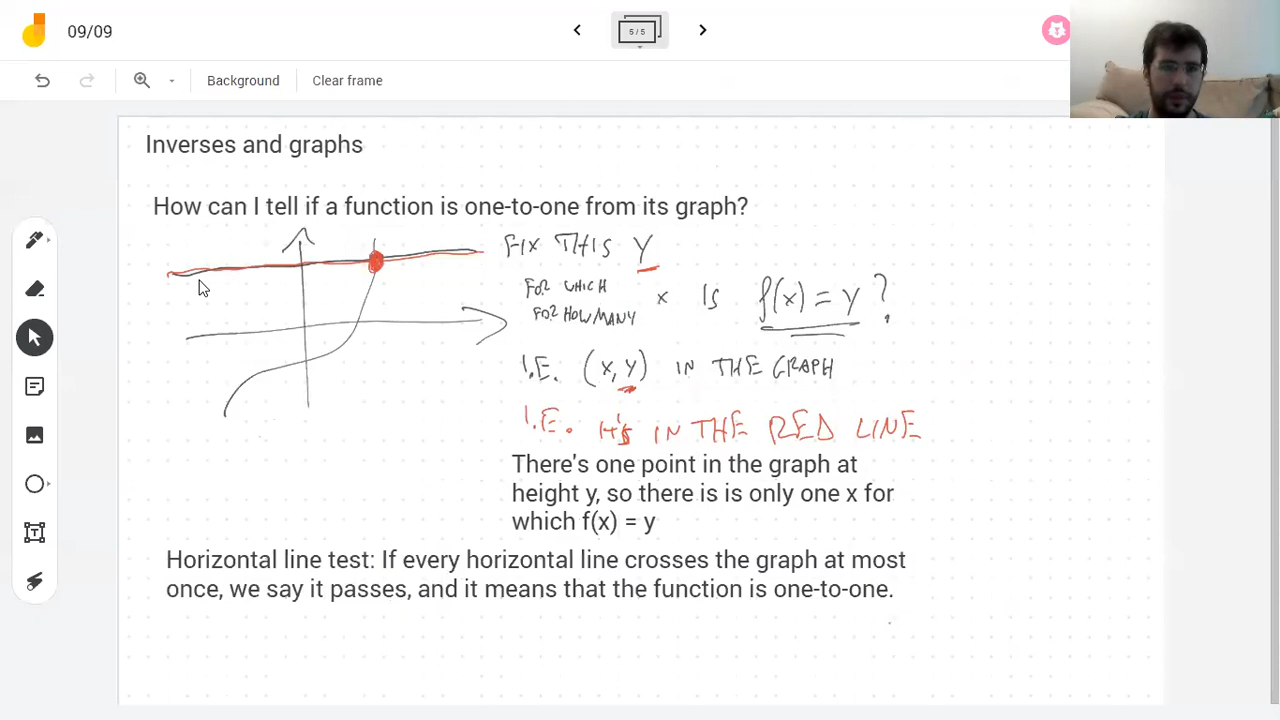 09/09
5/5
Background
Clear frame
Inverses and graphs
How can I tell if a function is one-to-one from its graph?
FIX THIS Y
FOR WHICH
FOR HOW MANY
x IS f(x) = y ?
I.E. (x, y) IN THE GRAPH
I.E. it's IN THE RED LINE
There's one point in the graph at
height y, so there is is only one x for
which f(x) = y
Horizontal line test: If every horizontal line crosses the graph at most
once, we say it passes, and it means that the function is one-to-one.